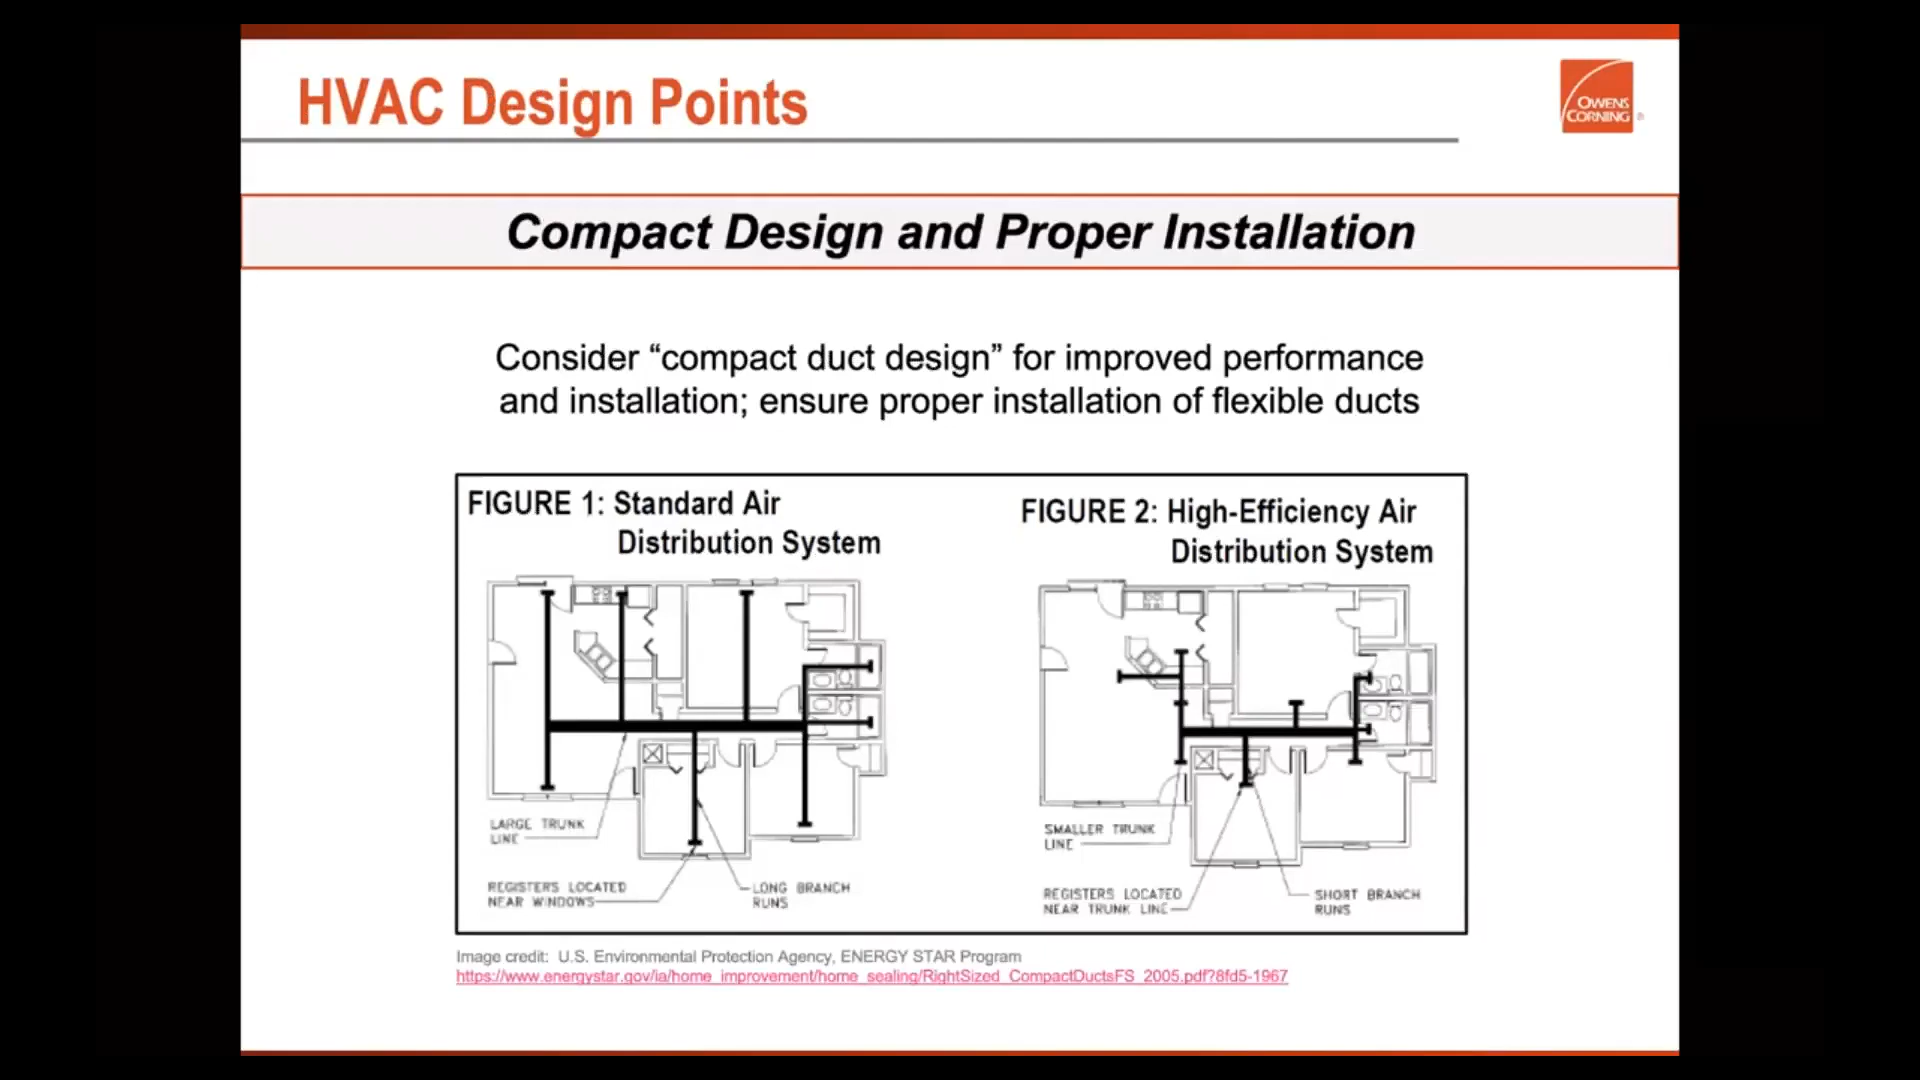 HVAC Design Points
OWENS
CORNING
®
Compact Design and Proper Installation
Consider “compact duct design” for improved performance
and installation; ensure proper installation of flexible ducts
FIGURE 1: Standard Air
Distribution System
LARGE TRUNK
LINE
REGISTERS LOCATED
NEAR WINDOWS
LONG BRANCH
RUNS
FIGURE 2: High-Efficiency Air
Distribution System
SMALLER TRUNK
LINE
REGISTERS LOCATED
NEAR TRUNK LINE
SHORT BRANCH
RUNS
Image credit: U.S. Environmental Protection Agency, ENERGY STAR Program
https://www.energystar.gov/ia/home_improvement/home_sealing/RightSized_CompactDuctsFS_2005.pdf?8fd5-1967